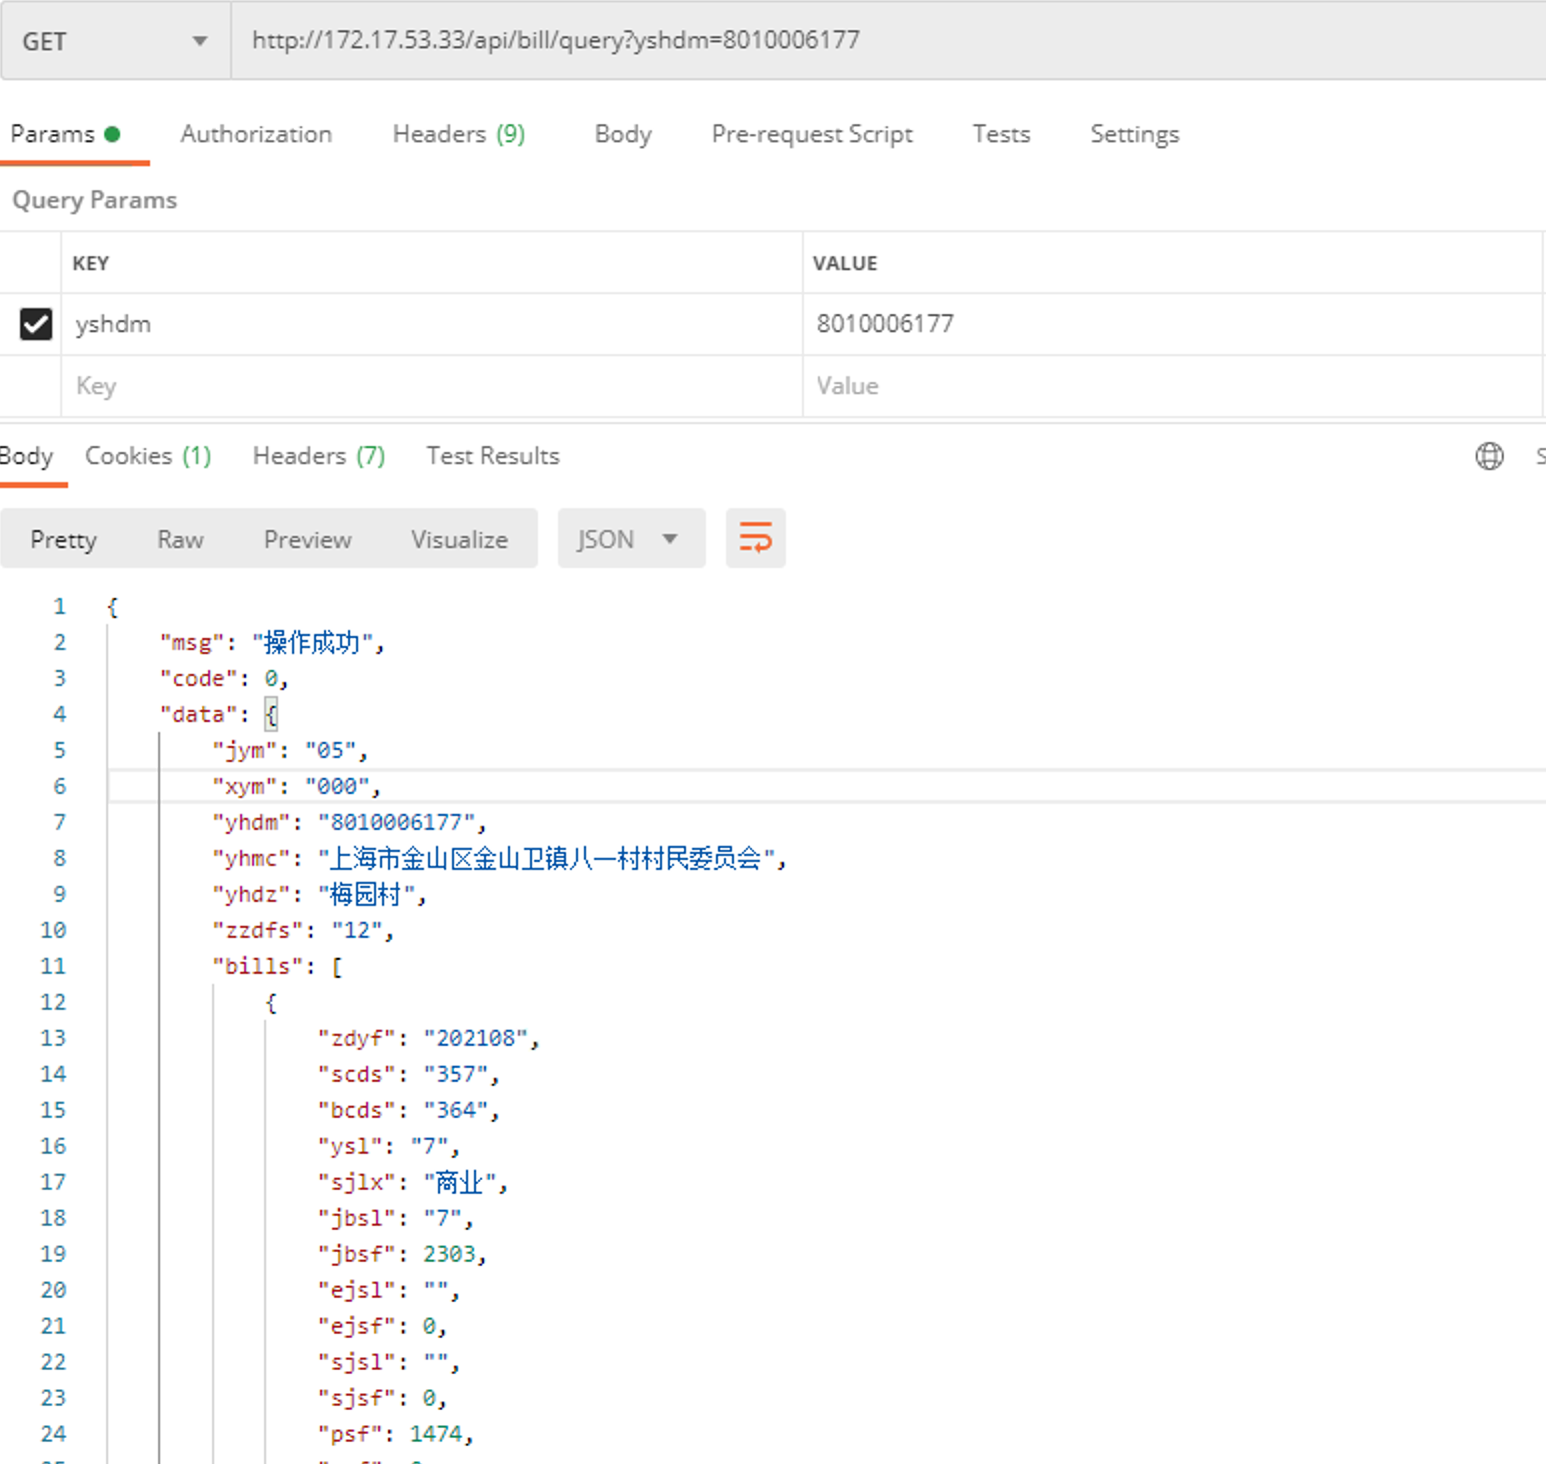 GET http://172.17.53.33/api/bill/query?yshdm=8010006177
Params Authorization Headers (9) Body Pre-request Script Tests Settings
Query Params
KEY VALUE
yshdm 8010006177
Key Value
Body Cookies (1) Headers (7) Test Results
Pretty Raw Preview Visualize JSON
1 {
2 "msg": "操作成功",
3 "code": 0,
4 "data": {
5 "jym": "05",
6 "xym": "000",
7 "yhdm": "8010006177",
8 "yhmc": "上海市金山区金山卫镇八一村村民委员会",
9 "yhdz": "梅园村",
10 "zzdfs": "12",
11 "bills": [
12 {
13 "zdyf": "202108",
14 "scds": "357",
15 "bcds": "364",
16 "ysl": "7",
17 "sjlx": "商业",
18 "jbsl": "7",
19 "jbsf": 2303,
20 "ejsl": "",
21 "ejsf": 0,
22 "sjsl": "",
23 "sjsf": 0,
24 "psf": 1474,